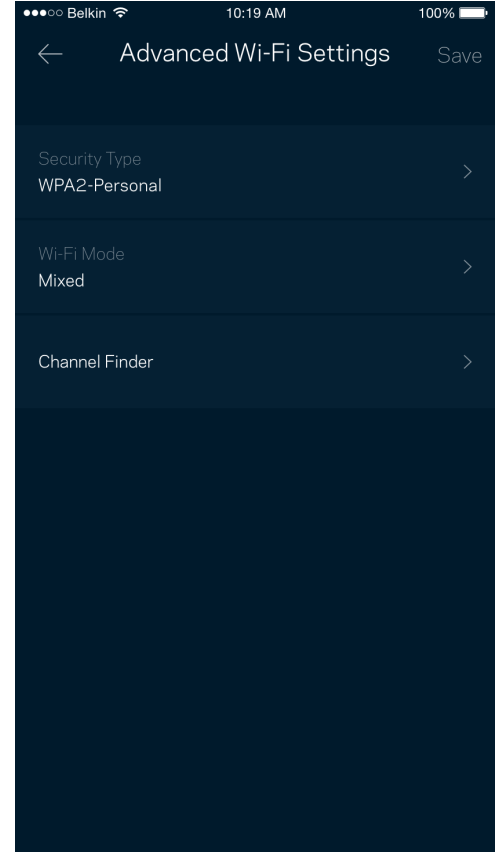 Belkin 10:19 AM 100%
Advanced Wi-Fi Settings Save
Security Type
WPA2-Personal
Wi-Fi Mode
Mixed
Channel Finder